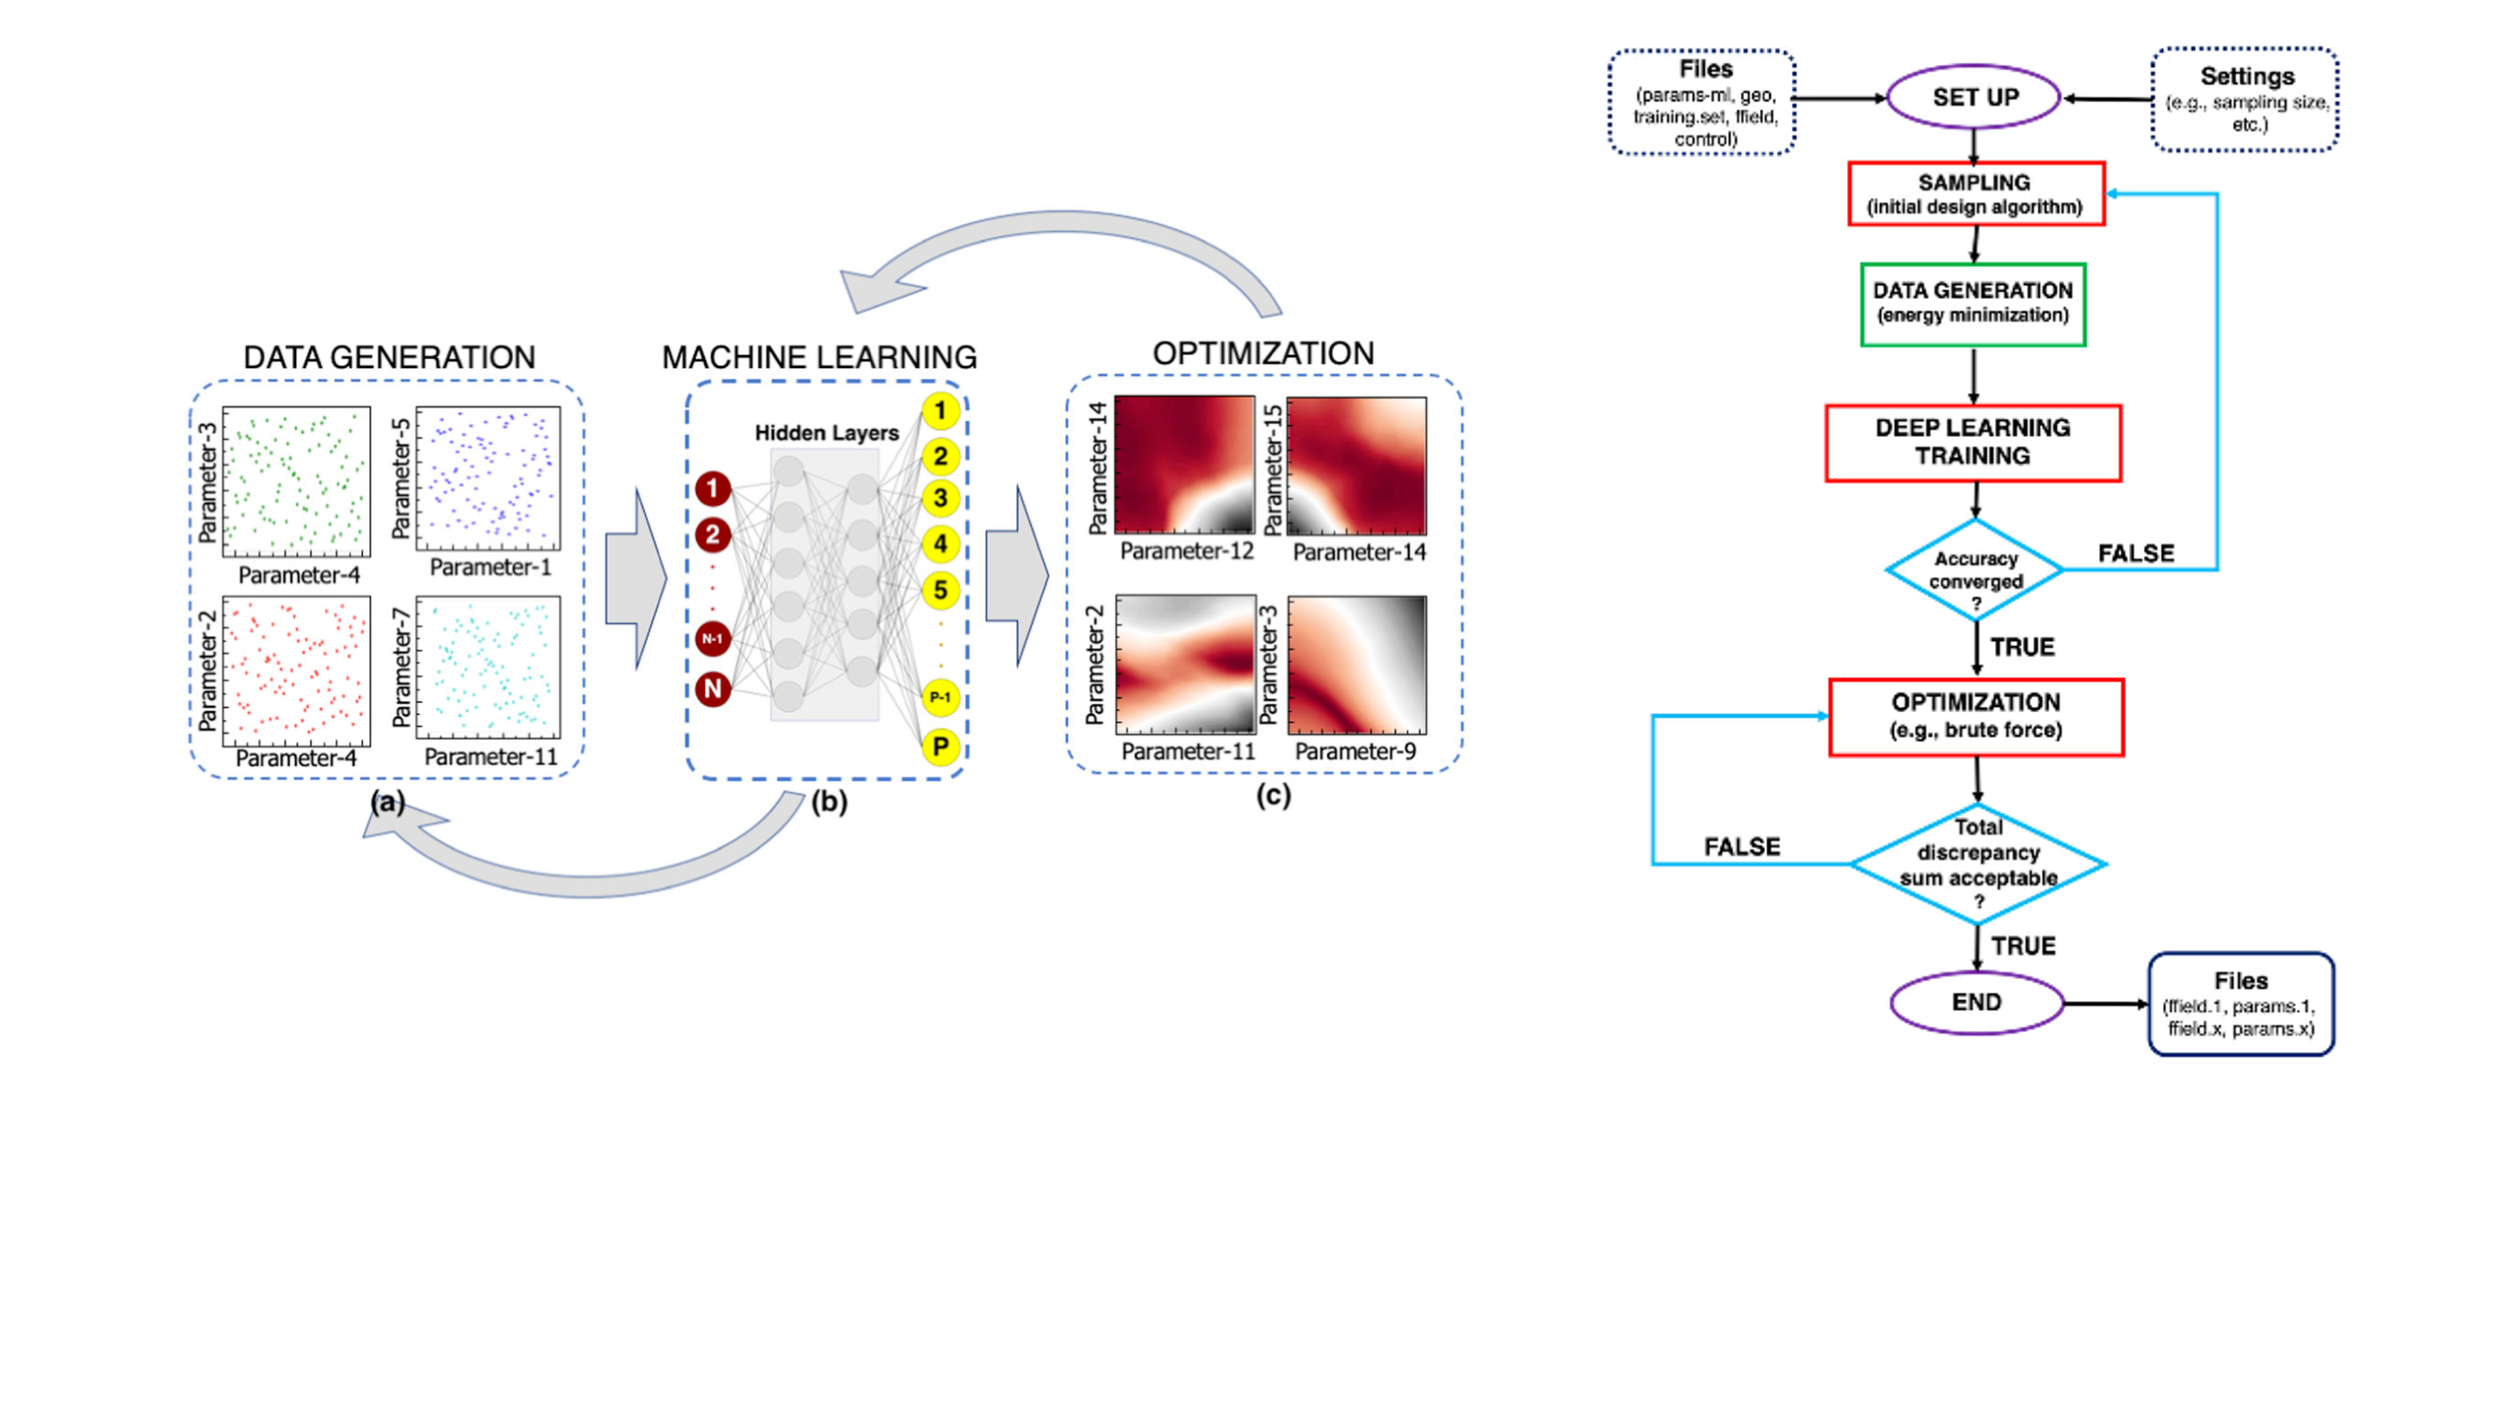 DATA GENERATION
Parameter-3
Parameter-4
Parameter-5
Parameter-1
Parameter-2
Parameter-4
Parameter-7
Parameter-11
(a)
MACHINE LEARNING
Hidden Layers
1
2
N-1
N
1
2
3
4
5
P-1
P
(b)
OPTIMIZATION
Parameter-14
Parameter-12
Parameter-15
Parameter-14
Parameter-2
Parameter-11
Parameter-3
Parameter-9
(c)
Files
(params-ml, geo,
training.set, ffield,
control)
SET UP
Settings
(e.g., sampling size,
etc.)
SAMPLING
(initial design algorithm)
DATA GENERATION
(energy minimization)
DEEP LEARNING
TRAINING
Accuracy
converged
?
FALSE
TRUE
OPTIMIZATION
(e.g., brute force)
Total
discrepancy
sum acceptable
?
FALSE
TRUE
END
Files
(ffield.1, params.1,
ffield.x, params.x)